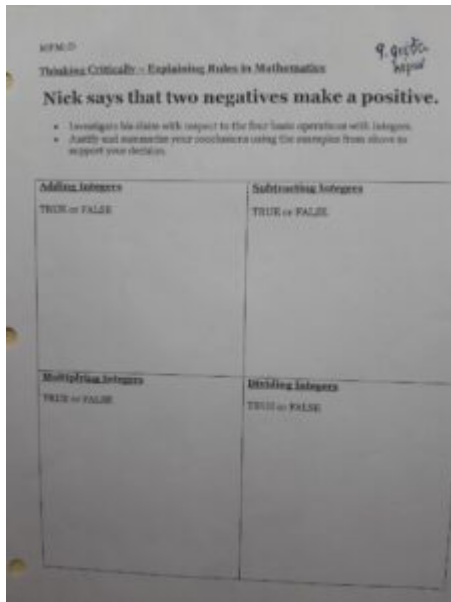 Thinking Critically – Explaining Rules in Mathematics
Nick says that two negatives make a positive.
• Investigate his claim with respect to the four basic operations with integers.
• Justify and summarize your conclusions using the examples from above to
support your decision.
Adding Integers
TRUE or FALSE
Subtracting Integers
TRUE or FALSE
Multiplying Integers
TRUE or FALSE
Dividing Integers
TRUE or FALSE